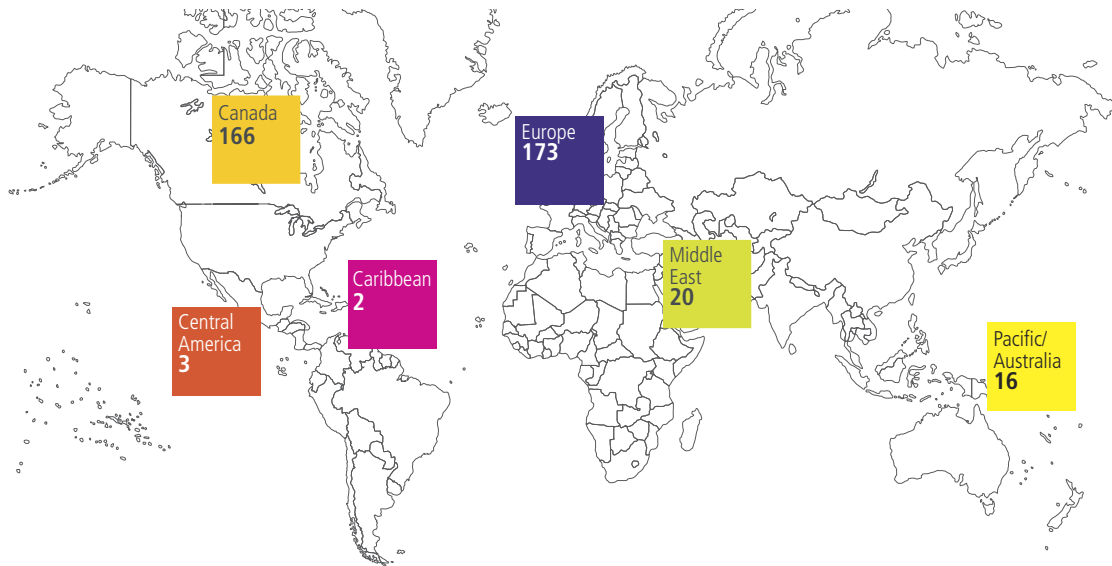 Canada
166
Europe
173
Middle
East
20
Caribbean
2
Central
America
3
Pacific/
Australia
16